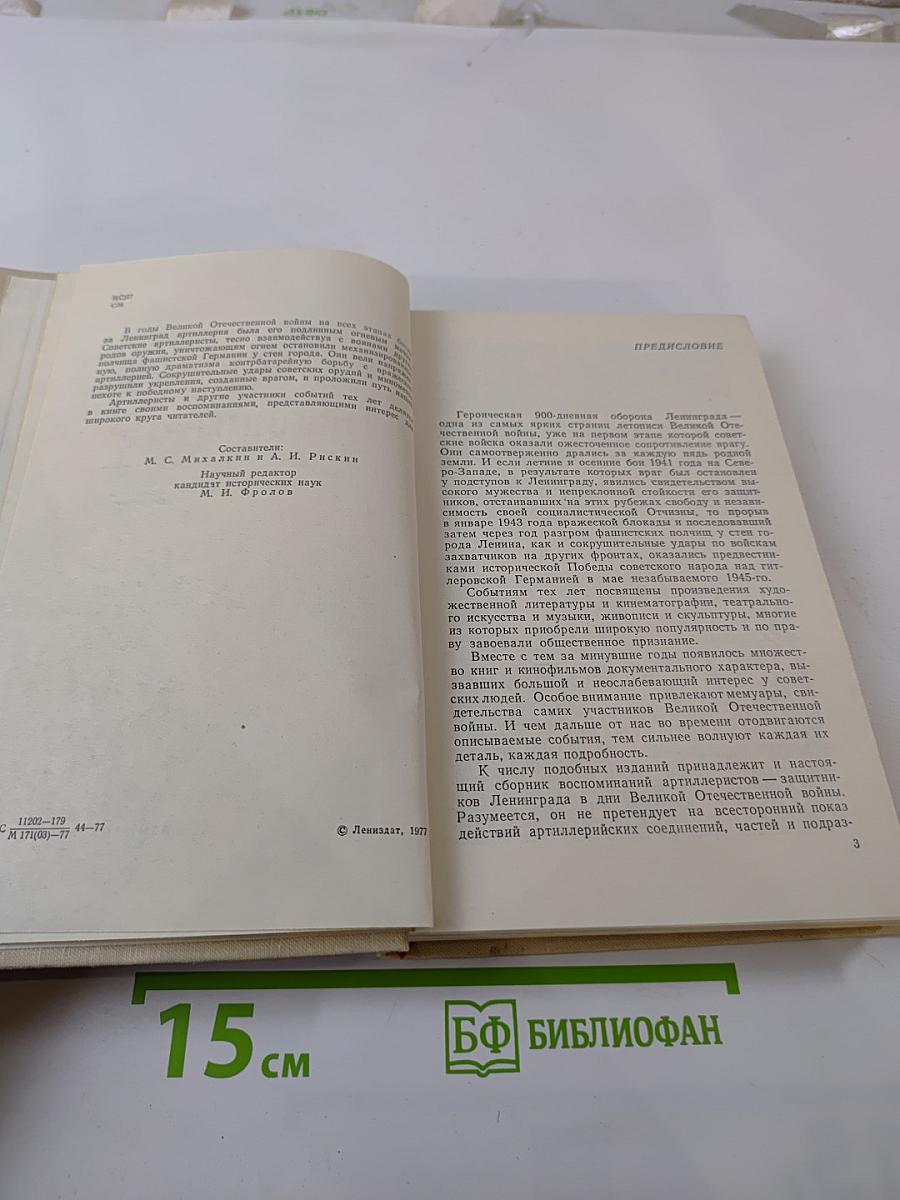 9С)27
С28
В годы Великой Отечественной войны на всех этапах
за Ленинград артиллерия была его подлинным огневым
Советские артиллеристы, тесно взаимодействуя с воинами
родов оружия, уничтожающим огнем остановили
полчища фашистской Германии у стен города. Они вели
ную, полную драматизма контрбатарейную борьбу с
артиллерией. Сокрушительные удары советских орудий и
разрушили укрепления, созданные врагом, и проложили путь
пехоте к победному наступлению.
Артиллеристы и другие участники событий тех лет
в книге своими воспоминаниями, представляющими интерес для
широкого круга читателей.
Составители:
М. С. Михалкин и А. И. Рискин
Научный редактор
кандидат исторических наук
М. И. Фролов
С 11202—179
М 171(03)—77 44—77
© Лениздат, 1977
ПРЕДИСЛОВИЕ
Героическая 900-дневная оборона Ленинграда —
одна из самых ярких страниц летописи Великой Оте-
чественной войны, уже на первом этапе которой совет-
ские войска оказали ожесточенное сопротивление врагу.
Они самоотверженно дрались за каждую пядь родной
земли. И если летние и осенние бои 1941 года на Севе-
ро-Западе, в результате которых враг был остановлен
у подступов к Ленинграду, явились свидетельством вы-
сокого мужества и непреклонной стойкости его защит-
ников, отстаивавших на этих рубежах свободу и незави-
симость своей социалистической Отчизны, то прорыв
в январе 1943 года вражеской блокады и последовавший
затем через год разгром фашистских полчищ у стен го-
рода Ленина, как и сокрушительные удары по войскам
захватчиков на других фронтах, оказались предвестни-
ками исторической Победы советского народа над гит-
леровской Германией в мае незабываемого 1945-го.
Событиям тех лет посвящены произведения худо-
жественной литературы и кинематографии, театрально-
го искусства и музыки, живописи и скульптуры, многие
из которых приобрели широкую популярность и по пра-
ву завоевали общественное признание.
Вместе с тем за минувшие годы появилось множест-
во книг и кинофильмов документального характера, вы-
звавших большой и неослабевающий интерес у совет-
ских людей. Особое внимание привлекают мемуары, сви-
детельства самих участников Великой Отечественной
войны. И чем дальше от нас во времени отодвигаются
описываемые события, тем сильнее волнуют каждая их
деталь, каждая подробность.
К числу подобных изданий принадлежит и настоя-
щий сборник воспоминаний артиллеристов — защитни-
ков Ленинграда в дни Великой Отечественной войны.
Разумеется, он не претендует на всесторонний показ
действий артиллерийских соединений, частей и подраз-
3
15 см
БФ БИБЛИОФАН